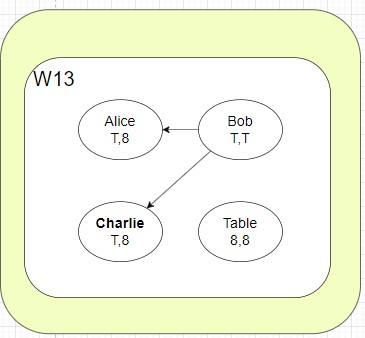 W13
Alice
T,8
Bob
T,T
Charlie
T,8
Table
8,8